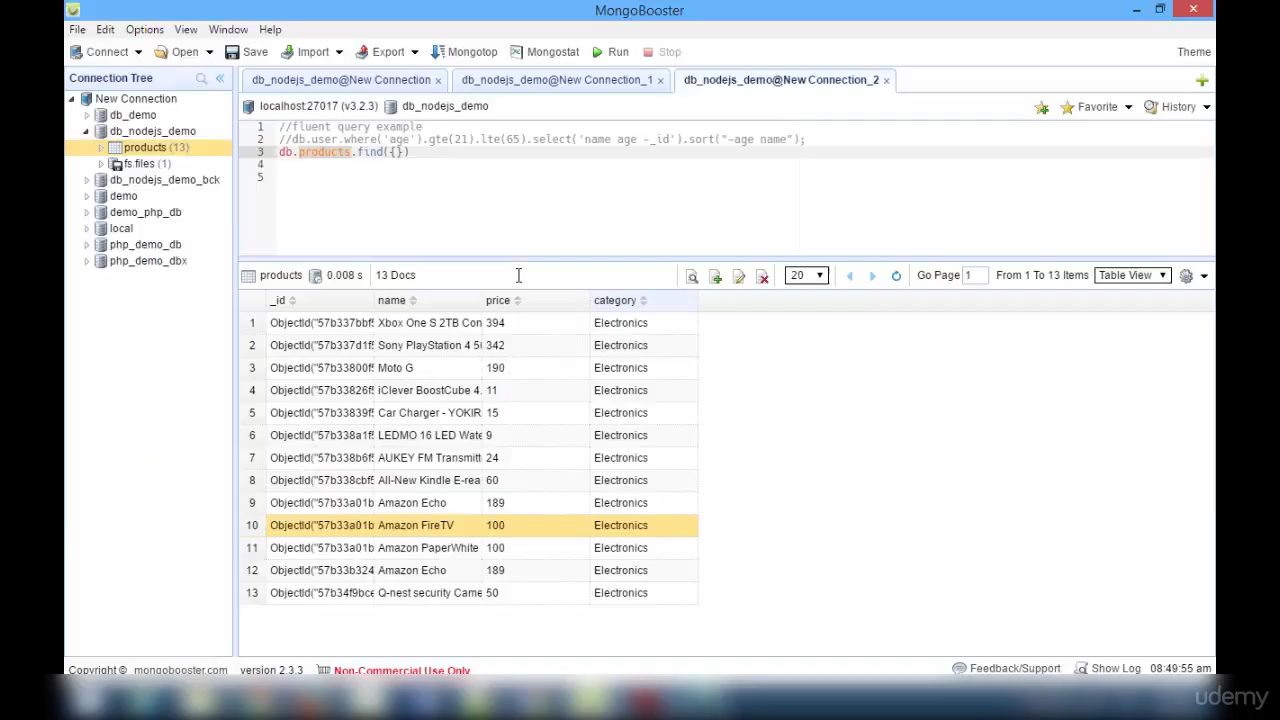 MongoBooster
File Edit Options View Window Help
Connect Open Save Import Export Mongotop Mongostat Run Stop Theme
Connection Tree
db_nodejs_demo@New Connection × db_nodejs_demo@New Connection_1 × db_nodejs_demo@New Connection_2 ×
New Connection
db_demo
db_nodejs_demo
products (13)
fs.files (1)
db_nodejs_demo_bck
demo
demo_php_db
local
php_demo_db
php_demo_dbx
localhost:27017 (v3.2.3) db_nodejs_demo Favorite History
1 //fluent query example
2 //db.user.where('age').gte(21).lte(65).select('name age -_id').sort("-age name");
3 db.products.find({})
4
5
products 0.008 s 13 Docs 20 Go Page 1 From 1 To 13 Items Table View
_id name price category
1 ObjectId("57b337bbf5 Xbox One S 2TB Con 394 Electronics
2 ObjectId("57b337d1f5 Sony PlayStation 4 50 342 Electronics
3 ObjectId("57b33800f5 Moto G 190 Electronics
4 ObjectId("57b33826f5 iClever BoostCube 4. 11 Electronics
5 ObjectId("57b33839f5 Car Charger - YOKIR 15 Electronics
6 ObjectId("57b338a1f5 LEDMO 16 LED Wate 9 Electronics
7 ObjectId("57b338b6f5 AUKEY FM Transmitt 24 Electronics
8 ObjectId("57b338cbf5 All-New Kindle E-rea 60 Electronics
9 ObjectId("57b33a01b Amazon Echo 189 Electronics
10 ObjectId("57b33a01b Amazon FireTV 100 Electronics
11 ObjectId("57b33a01b Amazon PaperWhite 100 Electronics
12 ObjectId("57b33b324 Amazon Echo 189 Electronics
13 ObjectId("57b34f9bce Q-nest security Came 50 Electronics
Copyright © mongobooster.com version 2.3.3 Non-Commercial Use Only Feedback/Support Show Log 08:49:55 am
udemy